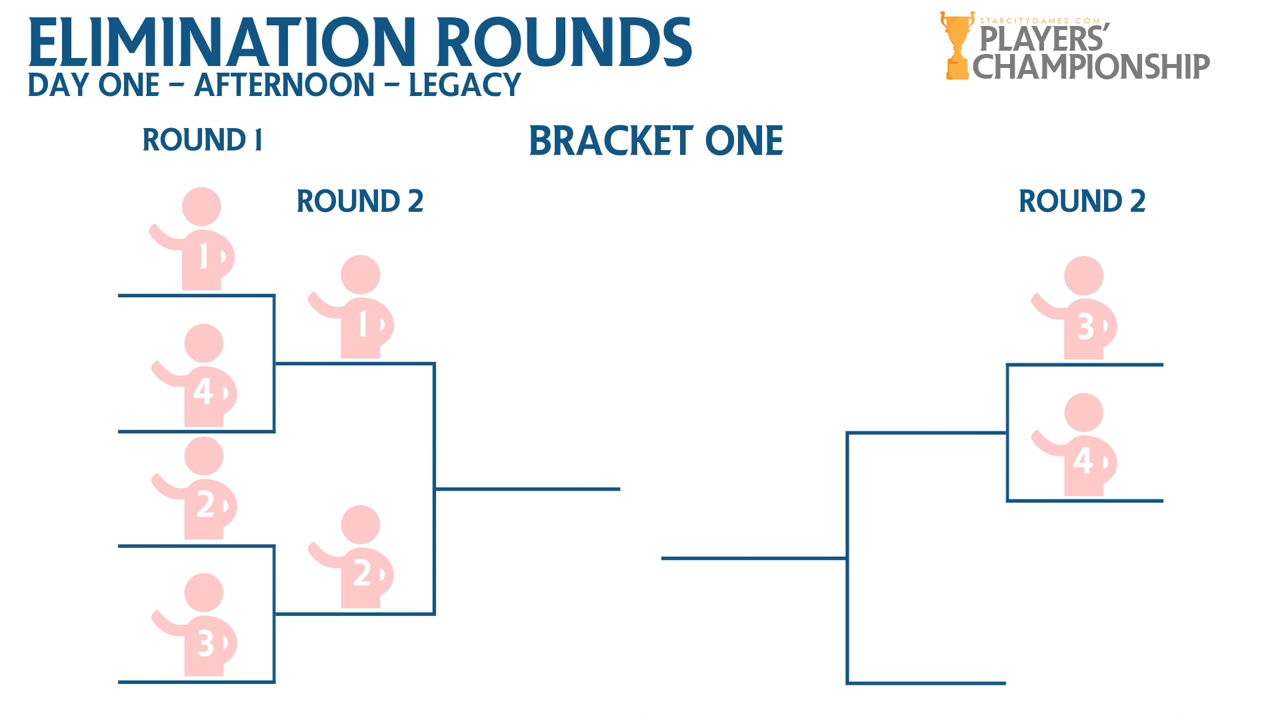 ELIMINATION ROUNDS
DAY ONE – AFTERNOON – LEGACY
STARCITYGAMES.COM
PLAYERS’
CHAMPIONSHIP
ROUND 1
BRACKET ONE
ROUND 2
ROUND 2
1
1
3
4
4
2
2
3